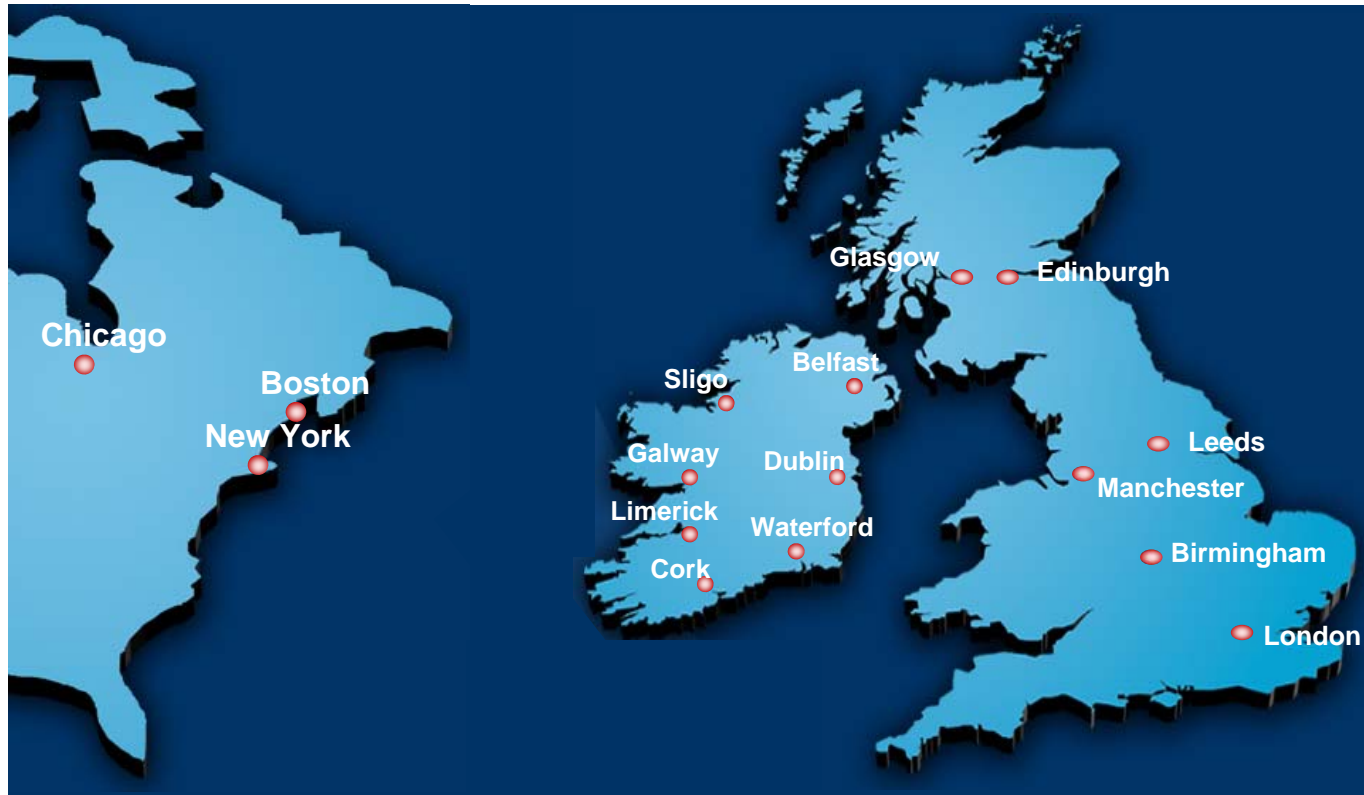 Glasgow
Edinburgh
Chicago
Belfast
Sligo
Boston
New York
Leeds
Galway
Dublin
Manchester
Limerick
Waterford
Birmingham
Cork
London